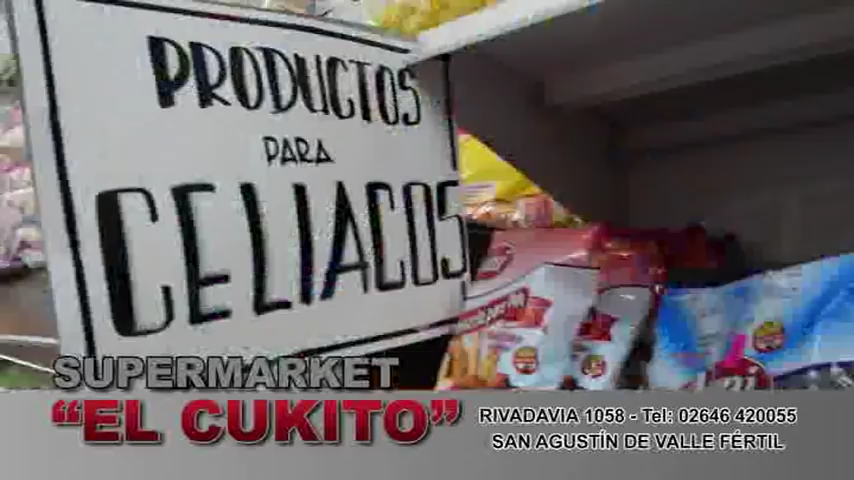 PRODUCTOS
PARA
CELIACOS
SUPERMARKET
"EL CUKITO"
RIVADAVIA 1058 - Tel: 02646 420055
SAN AGUSTÍN DE VALLE FÉRTIL